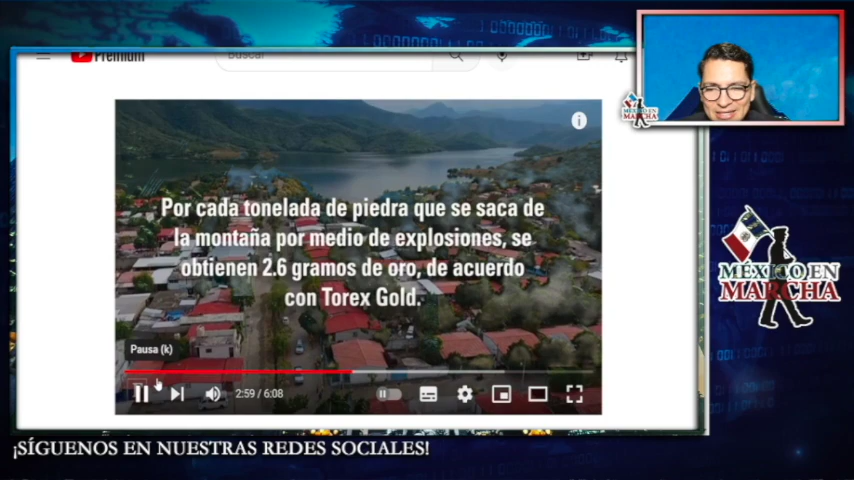 Premium
Buscar
MÉXICO EN
MARCHA
Por cada tonelada de piedra que se saca de
la montaña por medio de explosiones, se
obtienen 2.6 gramos de oro, de acuerdo
con Torex Gold.
MÉXICO EN
MARCHA
Pausa (k)
2:59 / 6:08
¡SÍGUENOS EN NUESTRAS REDES SOCIALES!